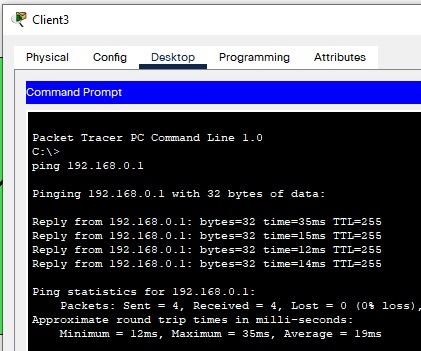 Client3
Physical Config Desktop Programming Attributes
Command Prompt
Packet Tracer PC Command Line 1.0
C:\>
ping 192.168.0.1
Pinging 192.168.0.1 with 32 bytes of data:
Reply from 192.168.0.1: bytes=32 time=35ms TTL=255
Reply from 192.168.0.1: bytes=32 time=15ms TTL=255
Reply from 192.168.0.1: bytes=32 time=12ms TTL=255
Reply from 192.168.0.1: bytes=32 time=14ms TTL=255
Ping statistics for 192.168.0.1:
Packets: Sent = 4, Received = 4, Lost = 0 (0% loss),
Approximate round trip times in milli-seconds:
Minimum = 12ms, Maximum = 35ms, Average = 19ms